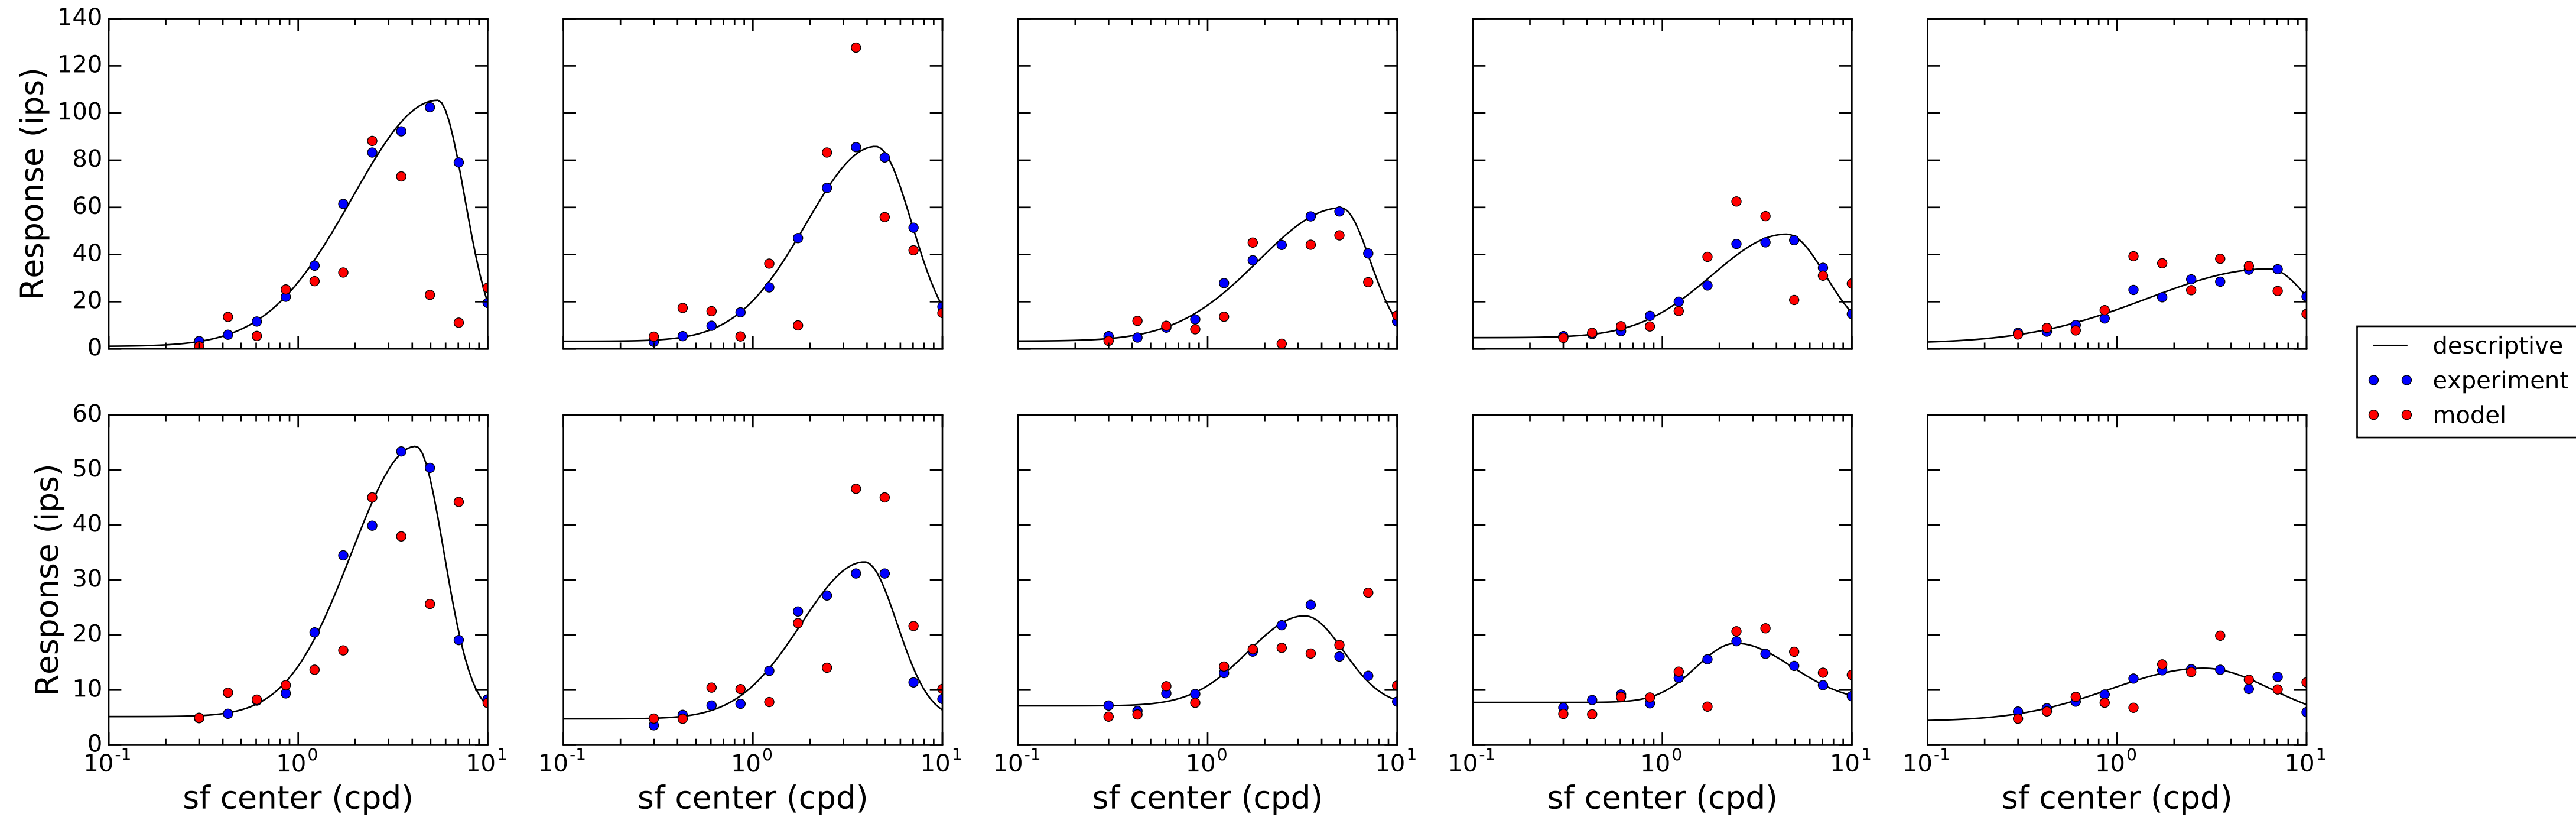 140
120
100
80
60
40
20
0
Response (ips)
descriptive
experiment
model
60
50
40
30
20
10
0
Response (ips)
10^-1 10^0 10^1 10^-1 10^0 10^1 10^-1 10^0 10^1 10^-1 10^0 10^1 10^-1 10^0 10^1
sf center (cpd) sf center (cpd) sf center (cpd) sf center (cpd) sf center (cpd)